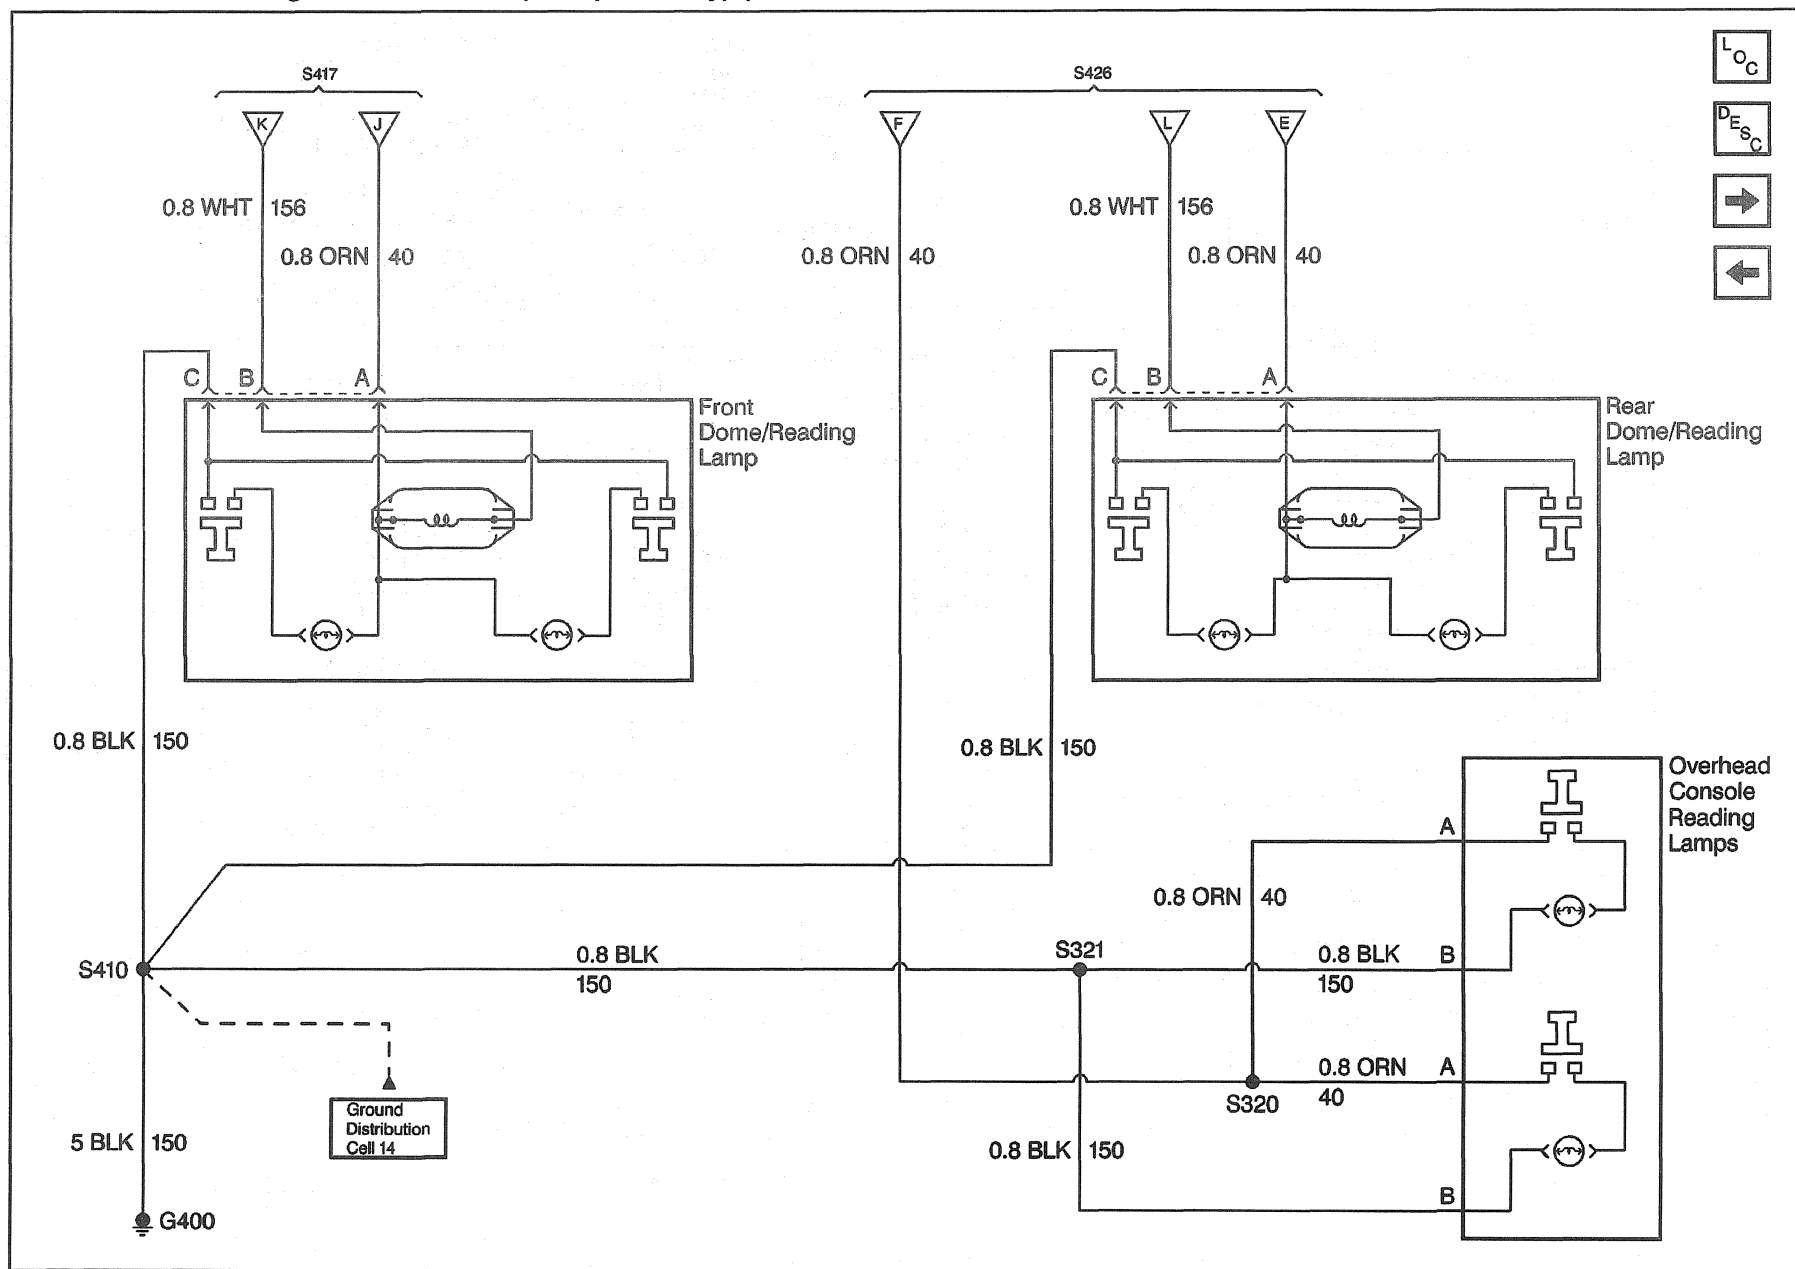 S417
S426
LOC
DESC
K
J
F
L
E
0.8 WHT 156
0.8 WHT 156
0.8 ORN 40
0.8 ORN 40
0.8 ORN 40
C B A
C B A
Front
Dome/Reading
Lamp
Rear
Dome/Reading
Lamp
0.8 BLK 150
0.8 BLK 150
Overhead
Console
Reading
Lamps
A
0.8 ORN 40
S410
0.8 BLK
150
S321
0.8 BLK
150
B
0.8 ORN
40
A
S320
Ground
Distribution
Cell 14
5 BLK 150
0.8 BLK 150
B
G400